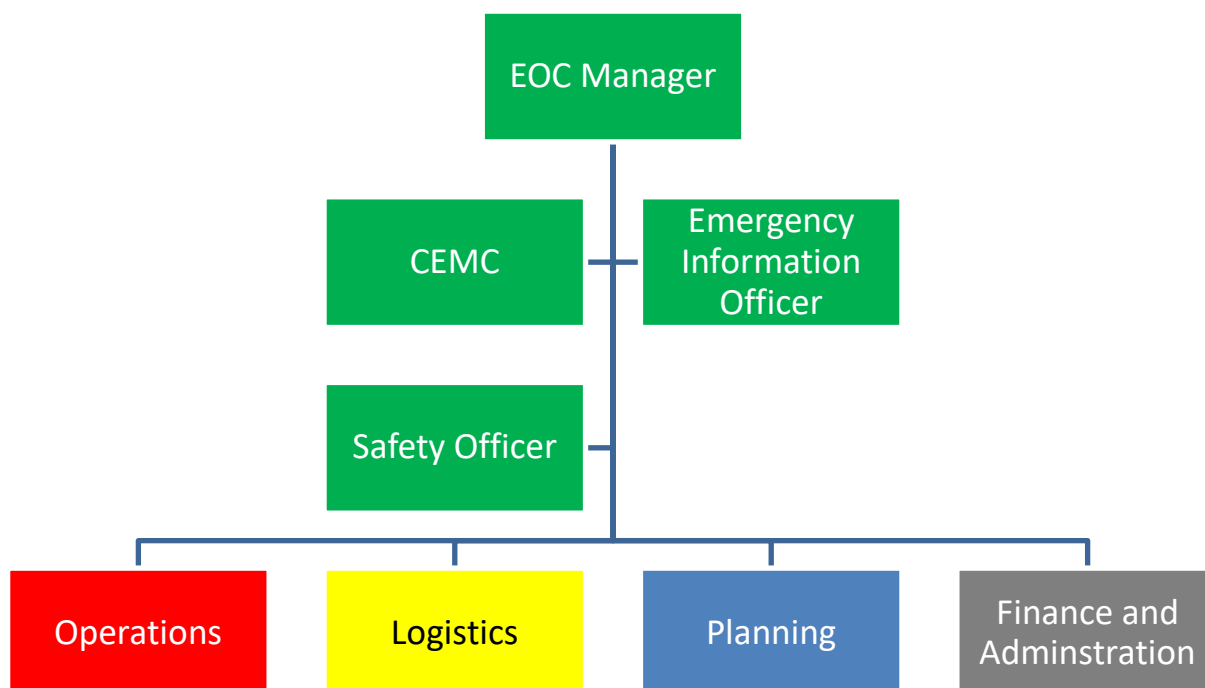 EOC Manager
CEMC
Emergency
Information
Officer
Safety Officer
Operations
Logistics
Planning
Finance and
Adminstration